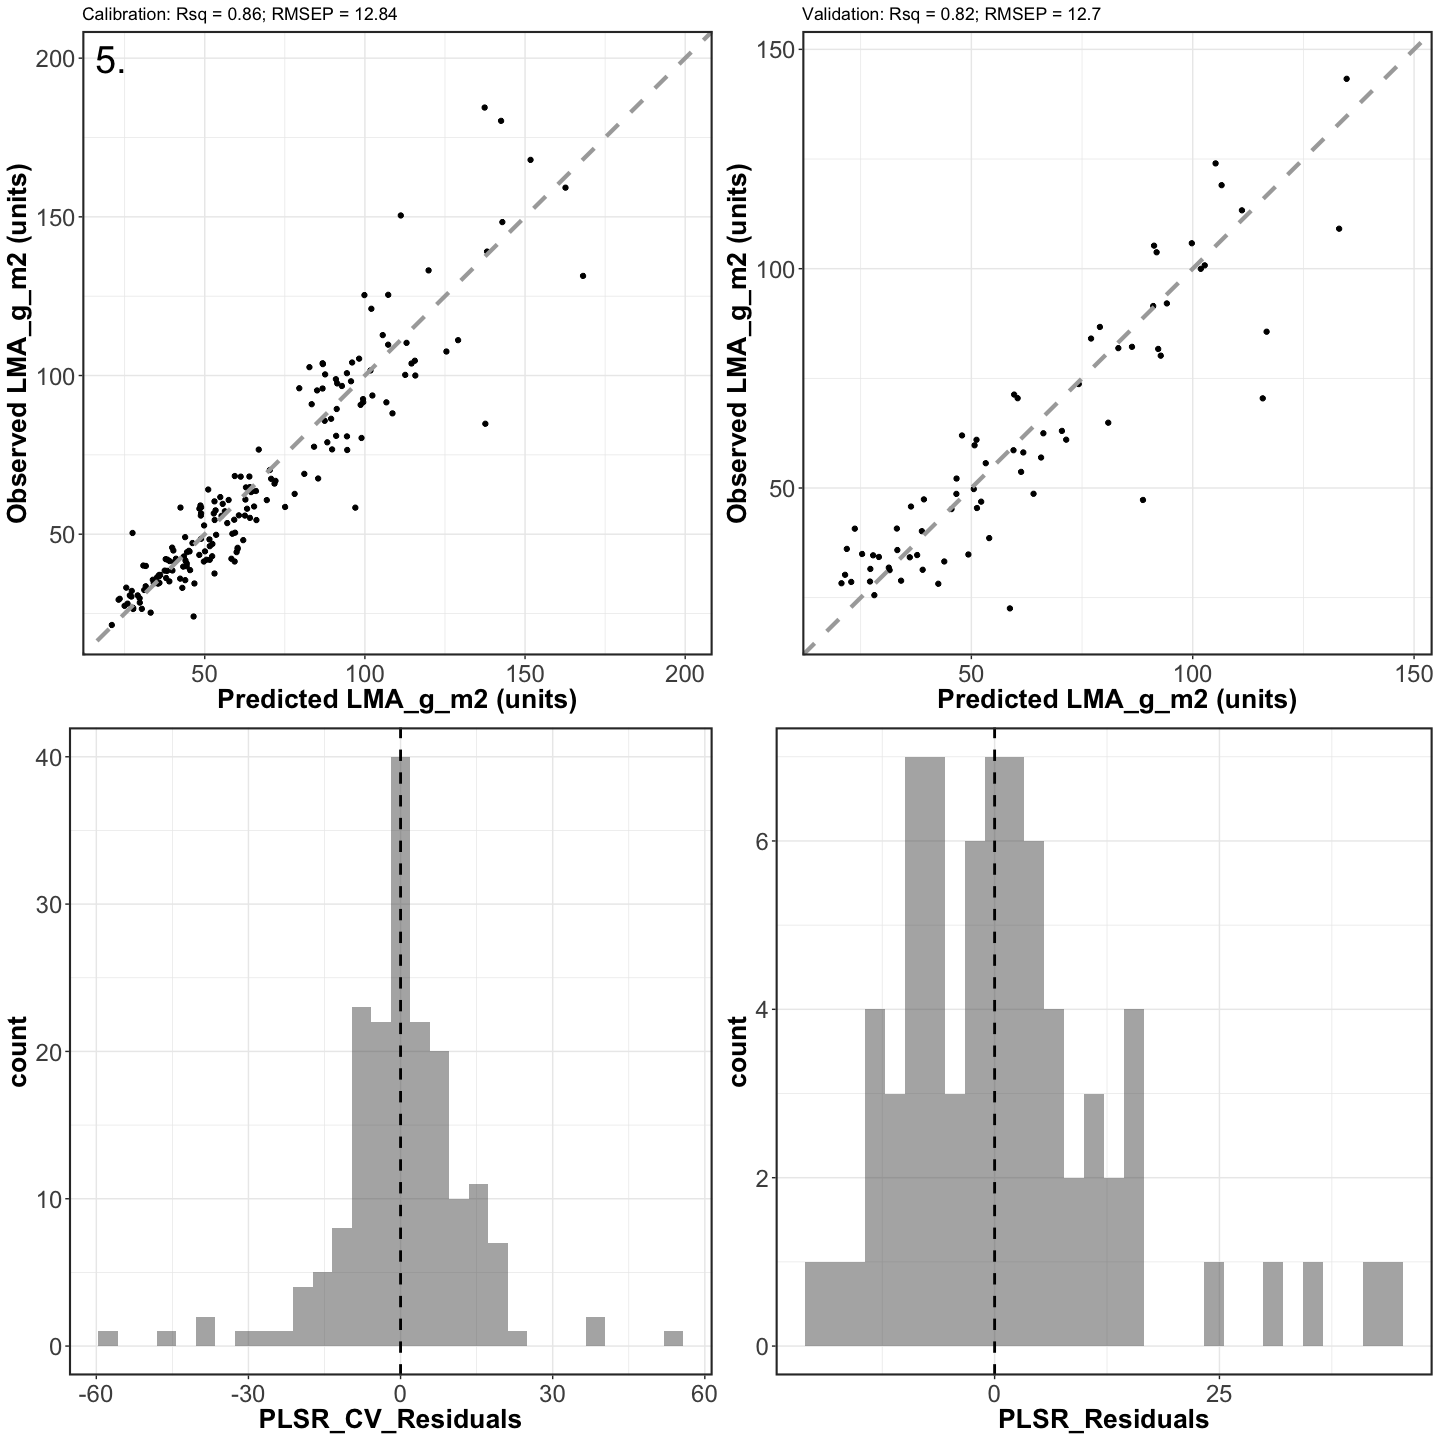 Calibration: Rsq = 0.86; RMSEP = 12.84
5.
200
150
100
50
Observed LMA_g_m2 (units)
50 100 150 200
Predicted LMA_g_m2 (units)
Validation: Rsq = 0.82; RMSEP = 12.7
150
100
50
Observed LMA_g_m2 (units)
50 100 150
Predicted LMA_g_m2 (units)
40
30
20
10
0
count
-60 -30 0 30 60
PLSR_CV_Residuals
6
4
2
0
count
0 25
PLSR_Residuals